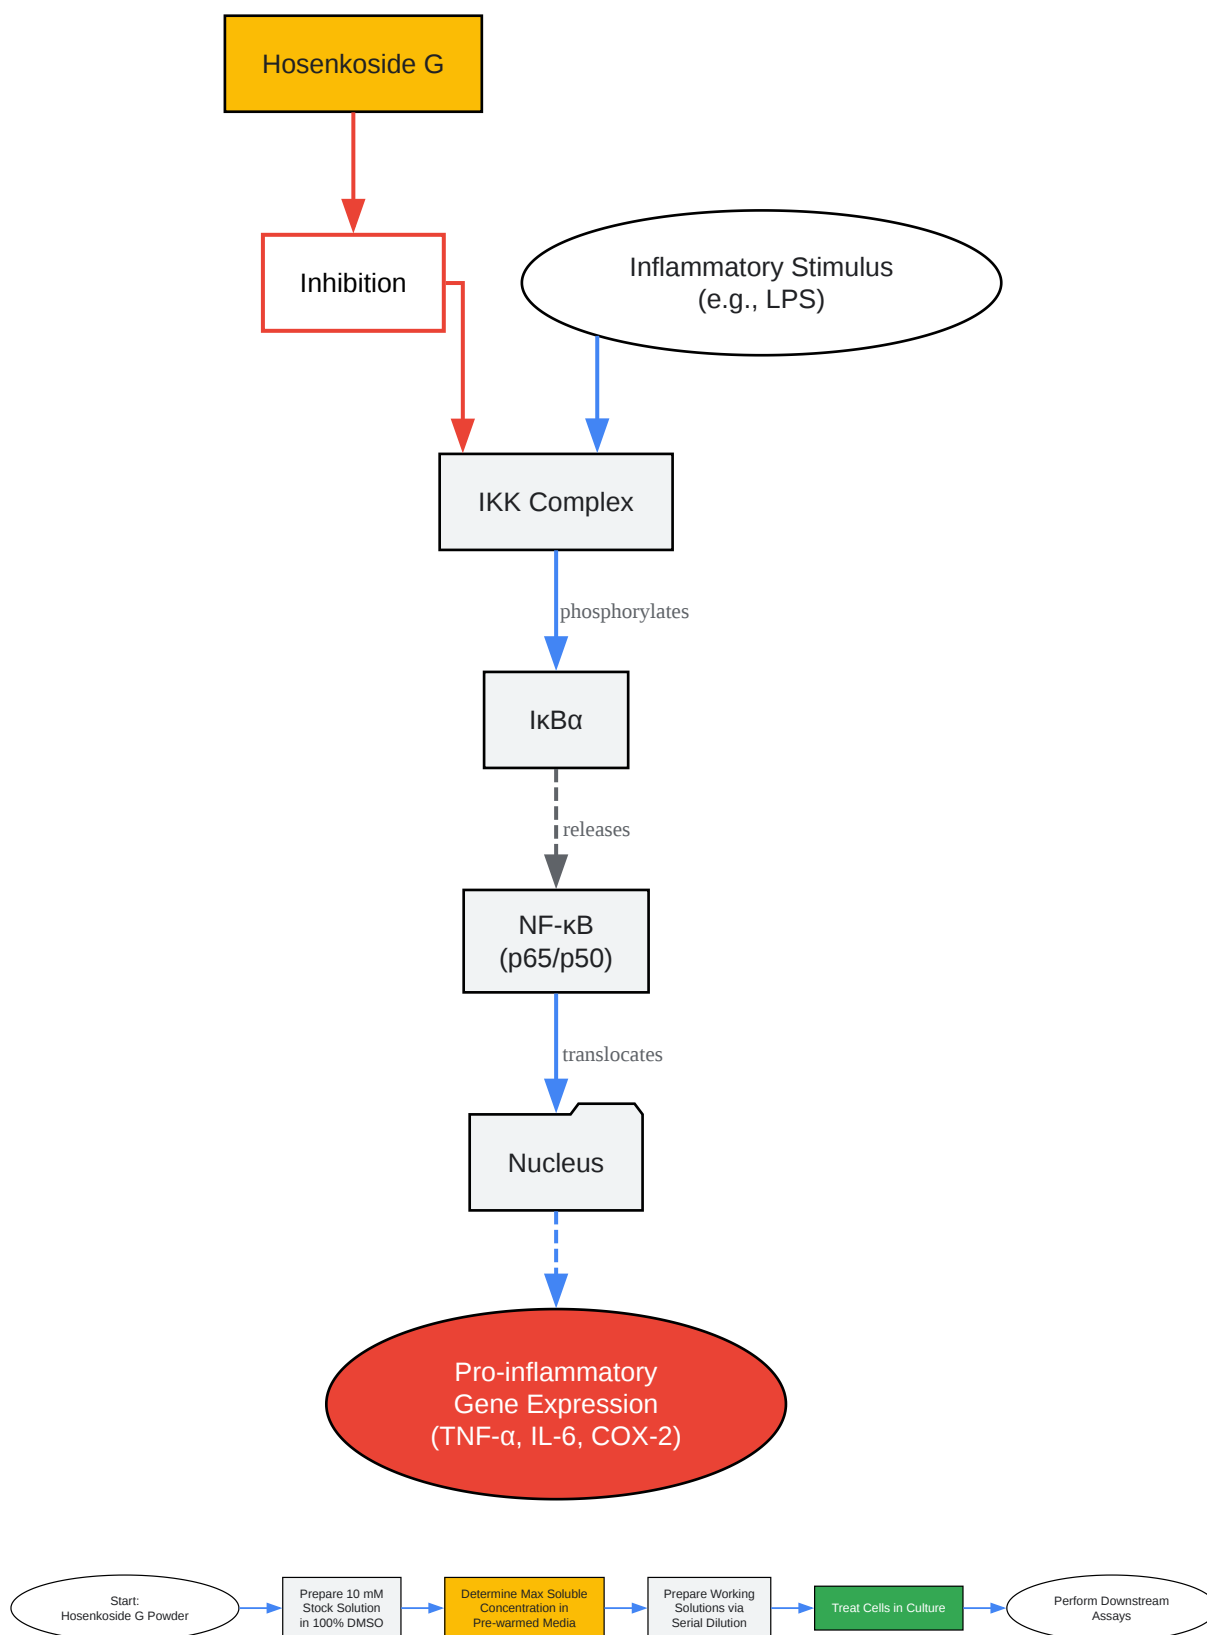 Hosenkoside G
Inhibition
Inflammatory Stimulus
(e.g., LPS)
IKK Complex
phosphorylates
IκBα
releases
NF-κB
(p65/p50)
translocates
Nucleus
Pro-inflammatory
Gene Expression
(TNF-α, IL-6, COX-2)
Start:
Hosenkoside G Powder
Prepare 10 mM
Stock Solution
in 100% DMSO
Determine Max Soluble
Concentration in
Pre-warmed Media
Prepare Working
Solutions via
Serial Dilution
Treat Cells in Culture
Perform Downstream
Assays